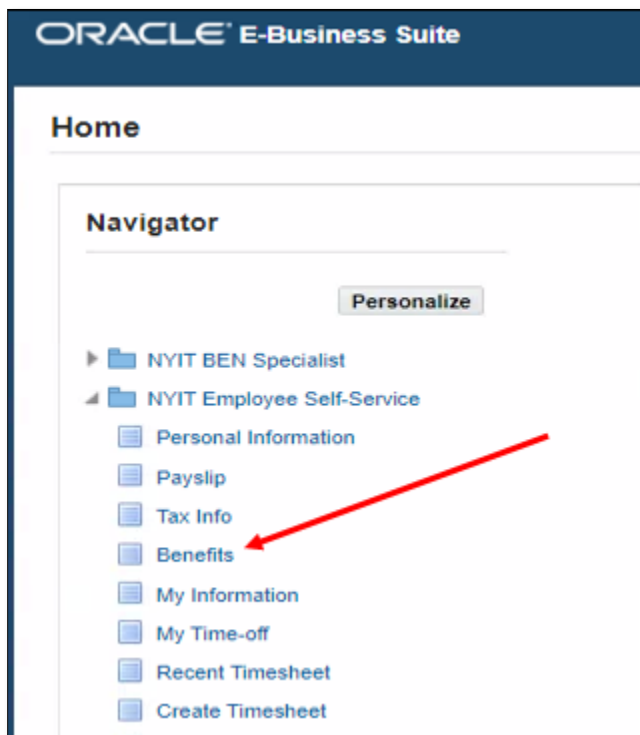 ORACLE E-Business Suite
Home
Navigator
Personalize
NYIT BEN Specialist
NYIT Employee Self-Service
Personal Information
Payslip
Tax Info
Benefits
My Information
My Time-off
Recent Timesheet
Create Timesheet